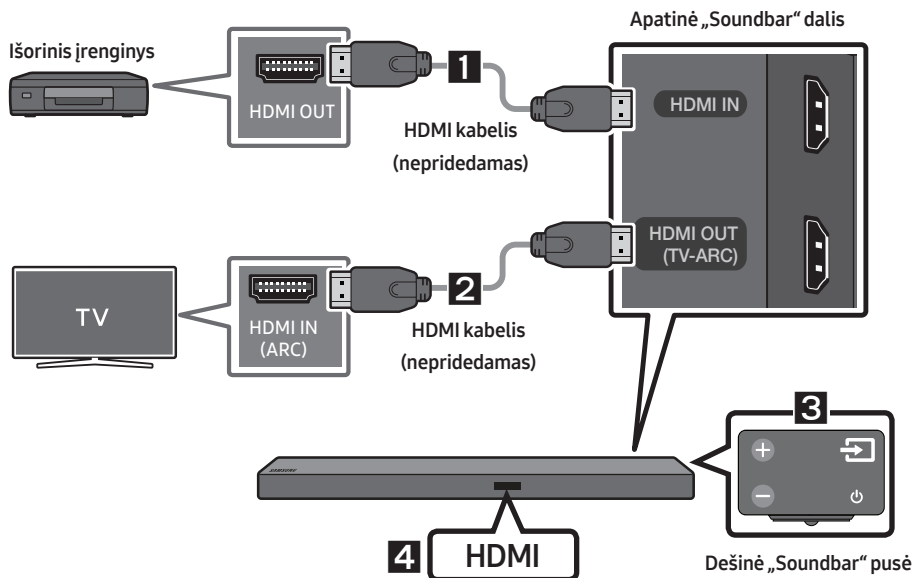 Apatinė „Soundbar“ dalis
Išorinis įrenginys
HDMI OUT
1
HDMI kabelis
(nepridedamas)
HDMI IN
HDMI OUT
(TV-ARC)
TV
HDMI IN
(ARC)
2
HDMI kabelis
(nepridedamas)
SAMSUNG
3
4
HDMI
Dešinė „Soundbar“ pusė